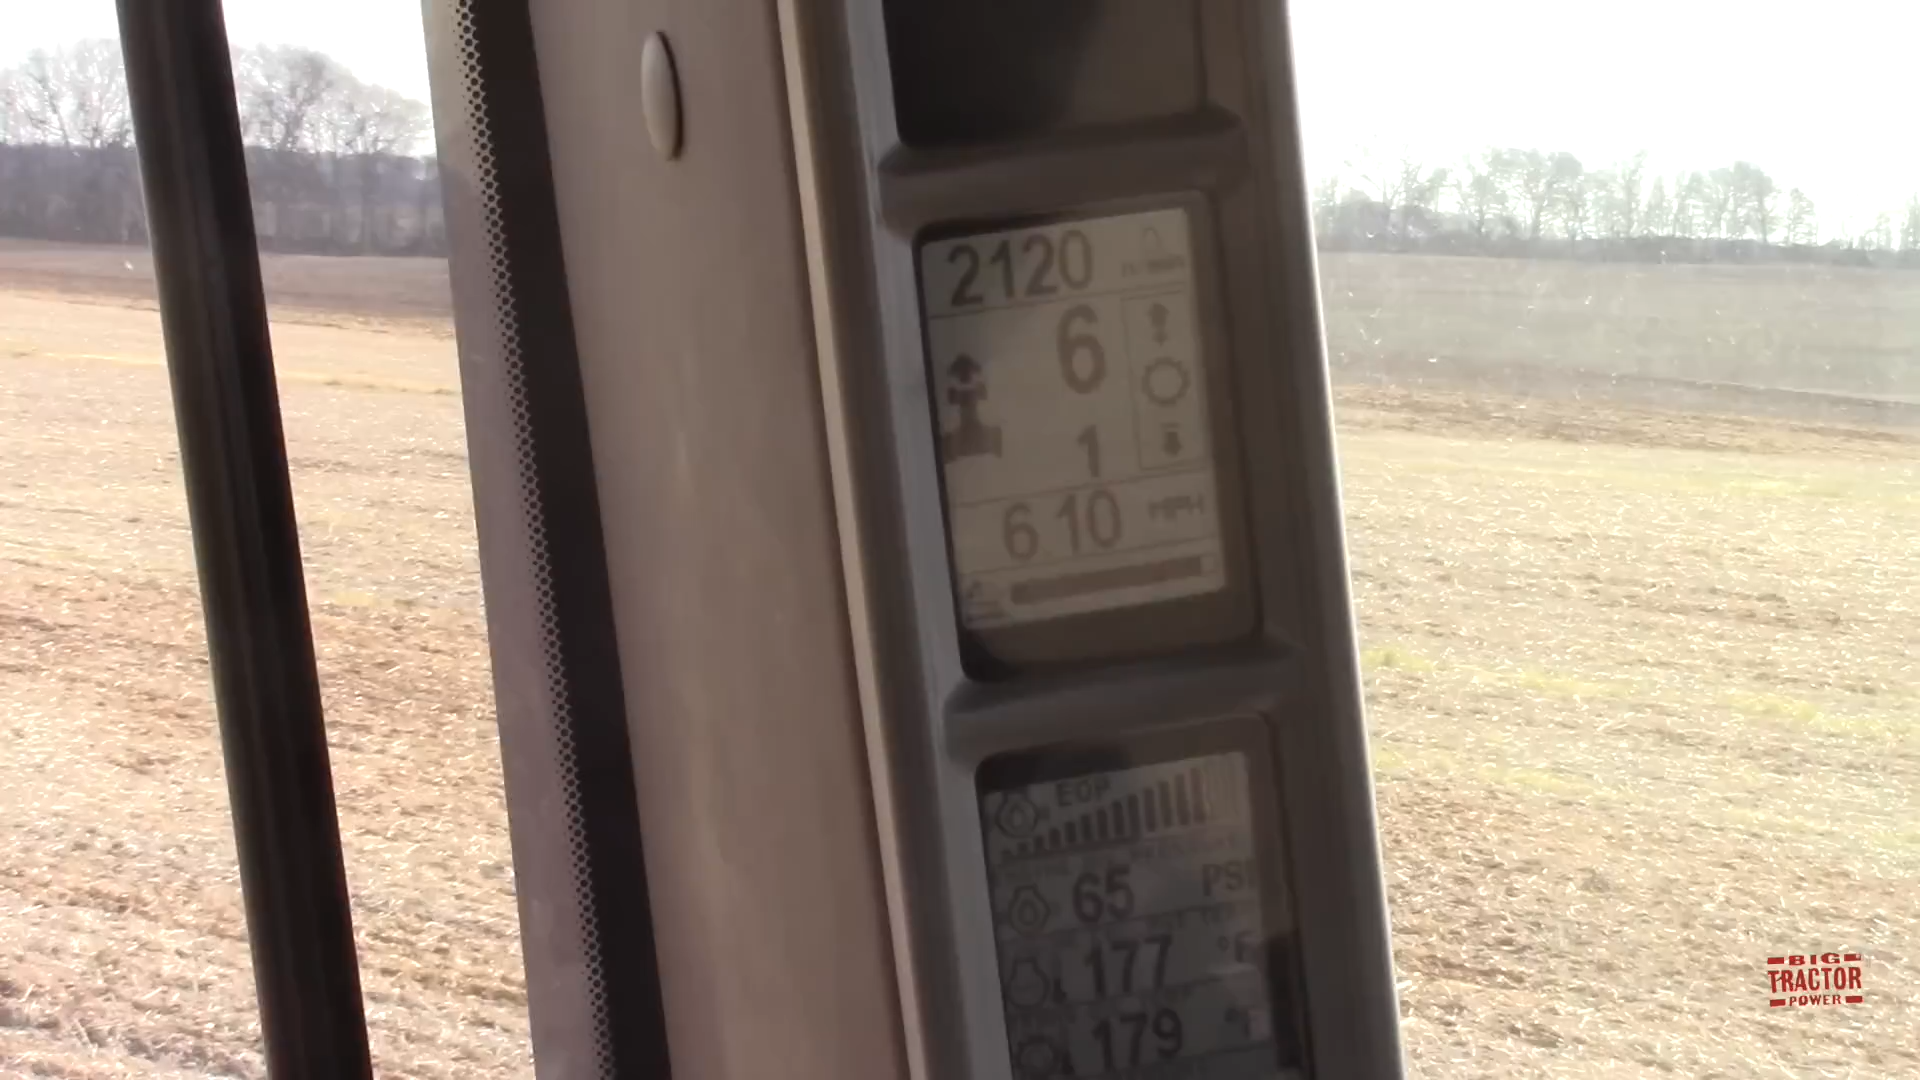 2120
6
1
6.10 MPH
EOP
65 PSI
177 °F
179 °F
BIG
TRACTOR
POWER